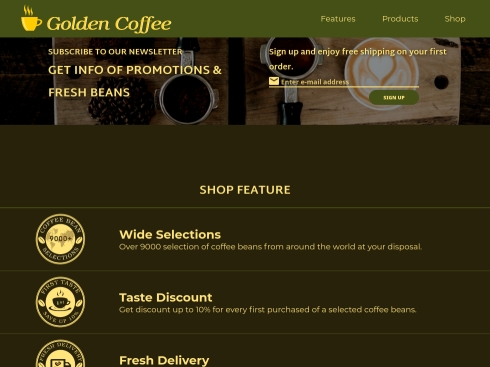 Golden Coffee
Features
Products
Shop
SUBSCRIBE TO OUR NEWSLETTER
GET INFO OF PROMOTIONS &
FRESH BEANS
Sign up and enjoy free shipping on your first
order.
Enter e-mail address
SIGN UP
SHOP FEATURE
COFFEE BEAN
9000+
SELECTIONS
Wide Selections
Over 9000 selection of coffee beans from around the world at your disposal.
FIRST TASTE
SAVE UP 10%
Taste Discount
Get discount up to 10% for every first purchased of a selected coffee beans.
FRESH DELIVERY
Fresh Delivery